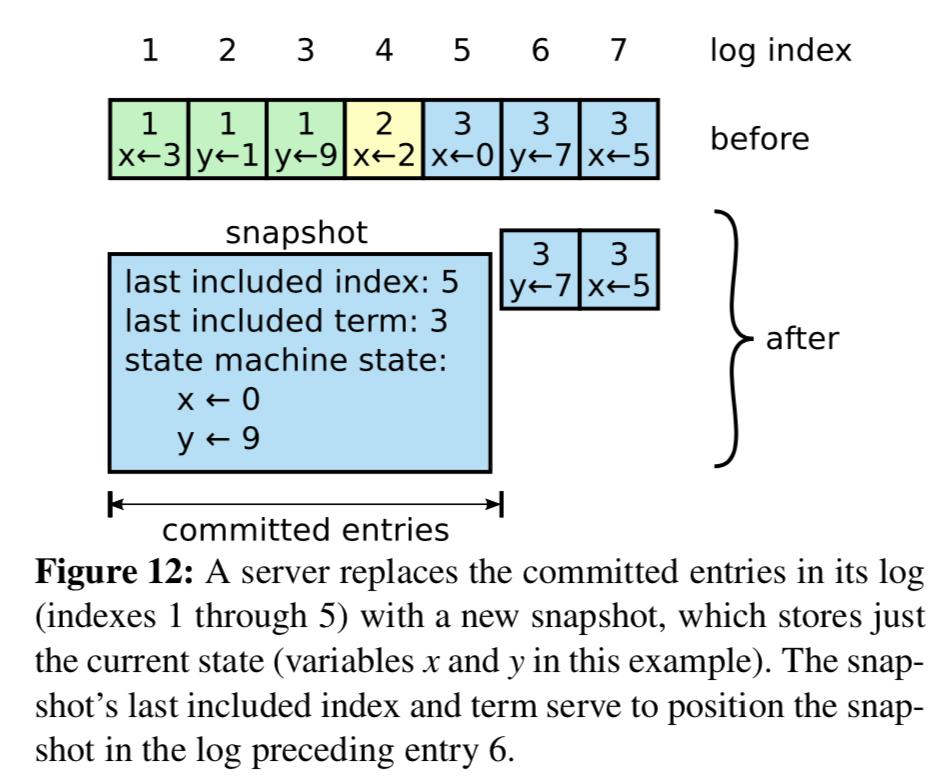 1 2 3 4 5 6 7 log index
1 1 1 2 3 3 3
x←3 y←1 y←9 x←2 x←0 y←7 x←5
before
snapshot
3 3
y←7 x←5
last included index: 5
last included term: 3
state machine state:
x ← 0
y ← 9
after
committed entries
Figure 12: A server replaces the committed entries in its log
(indexes 1 through 5) with a new snapshot, which stores just
the current state (variables x and y in this example). The snap-
shot’s last included index and term serve to position the snap-
shot in the log preceding entry 6.